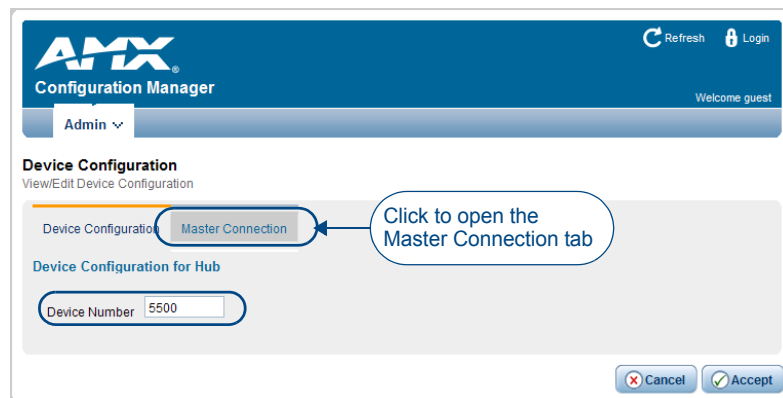 AMX®
Refresh Login
Configuration Manager
Welcome guest
Admin
Device Configuration
View/Edit Device Configuration
Device Configuration Master Connection
Click to open the
Master Connection tab
Device Configuration for Hub
Device Number 5500
Cancel Accept